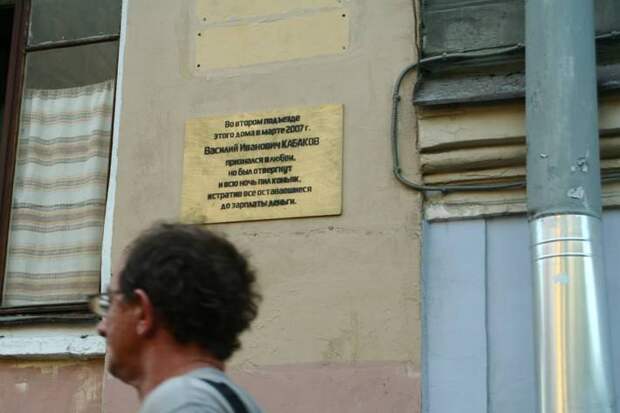 Во втором подъезде
этого дома в марте 2007 г.
Василий Иванович КАБАКОВ
признался в любви,
но был отвергнут
и всю ночь пил коньяк,
истратив все оставшиеся
до зарплаты деньги.